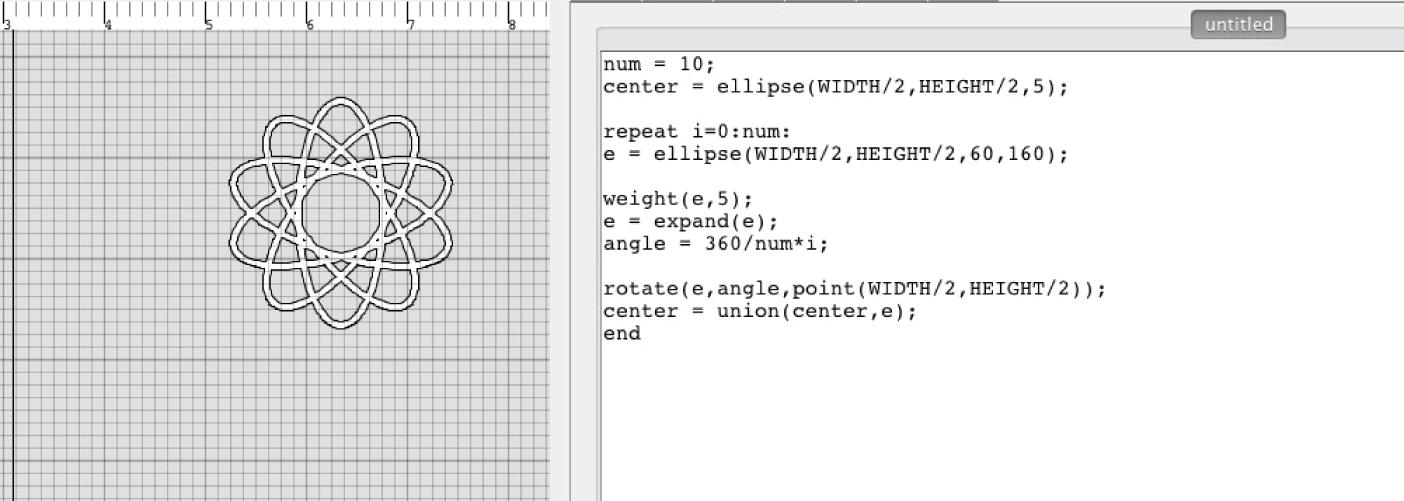 3 4 5 6 7 8
untitled
num = 10;
center = ellipse(WIDTH/2,HEIGHT/2,5);
repeat i=0:num:
e = ellipse(WIDTH/2,HEIGHT/2,60,160);
weight(e,5);
e = expand(e);
angle = 360/num*i;
rotate(e,angle,point(WIDTH/2,HEIGHT/2));
center = union(center,e);
end